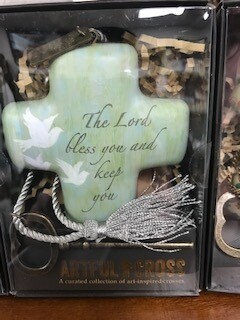 The Lord
bless you and
keep
you
ARTFUL CROSS
A curated collection of art-inspired crosses